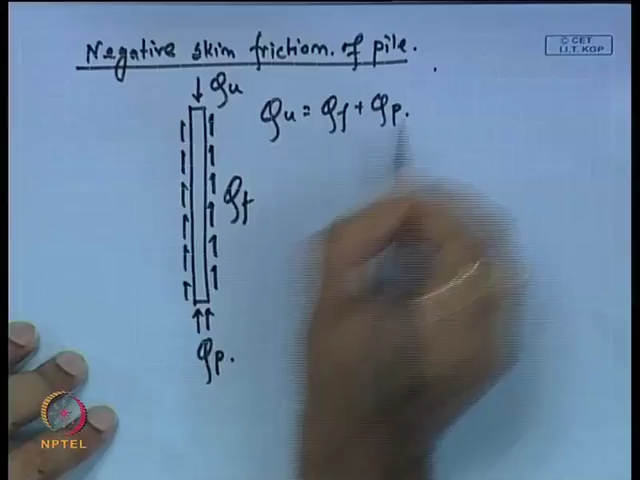 Negative skin friction. of pile.
© CET
I.I.T. KGP
Qu
Qu = Qf + Qp.
Qf
Qp.
NPTEL